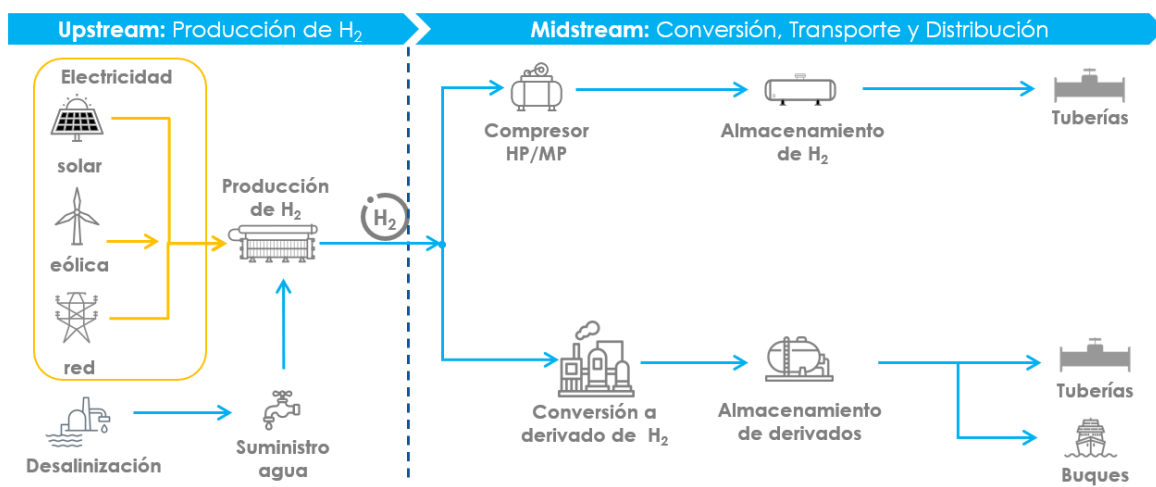 Upstream: Producción de H₂
Midstream: Conversión, Transporte y Distribución
Electricidad
solar
eólica
red
Desalinización
Suministro
agua
Producción
de H₂
H₂
Compresor
HP/MP
Almacenamiento
de H₂
Tuberías
Conversión a
derivado de H₂
Almacenamiento
de derivados
Tuberías
Buques